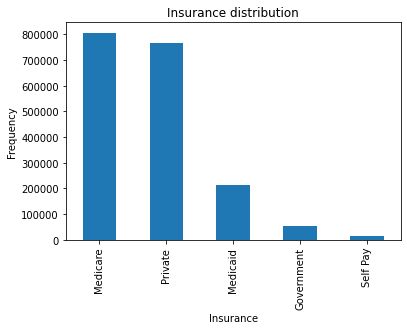 Insurance distribution
800000
700000
600000
500000
400000
300000
200000
100000
0
Frequency
Medicare
Private
Medicaid
Government
Self Pay
Insurance